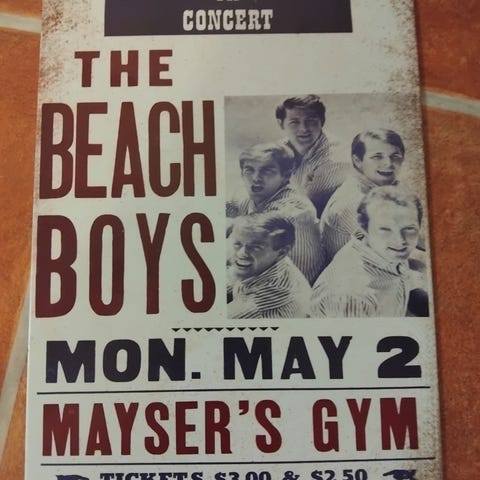 CONCERT
THE
BEACH
BOYS
MON. MAY 2
MAYSER'S GYM
TICKETS $3.00 & $2.50